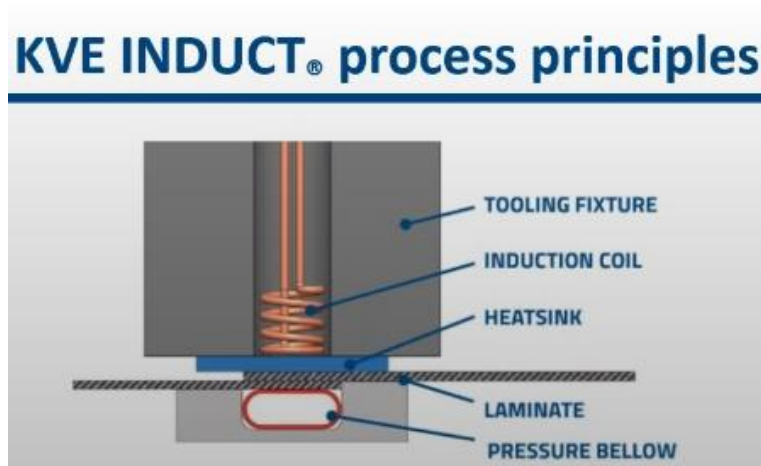 KVE INDUCT® process principles
TOOLING FIXTURE
INDUCTION COIL
HEATSINK
LAMINATE
PRESSURE BELLOW